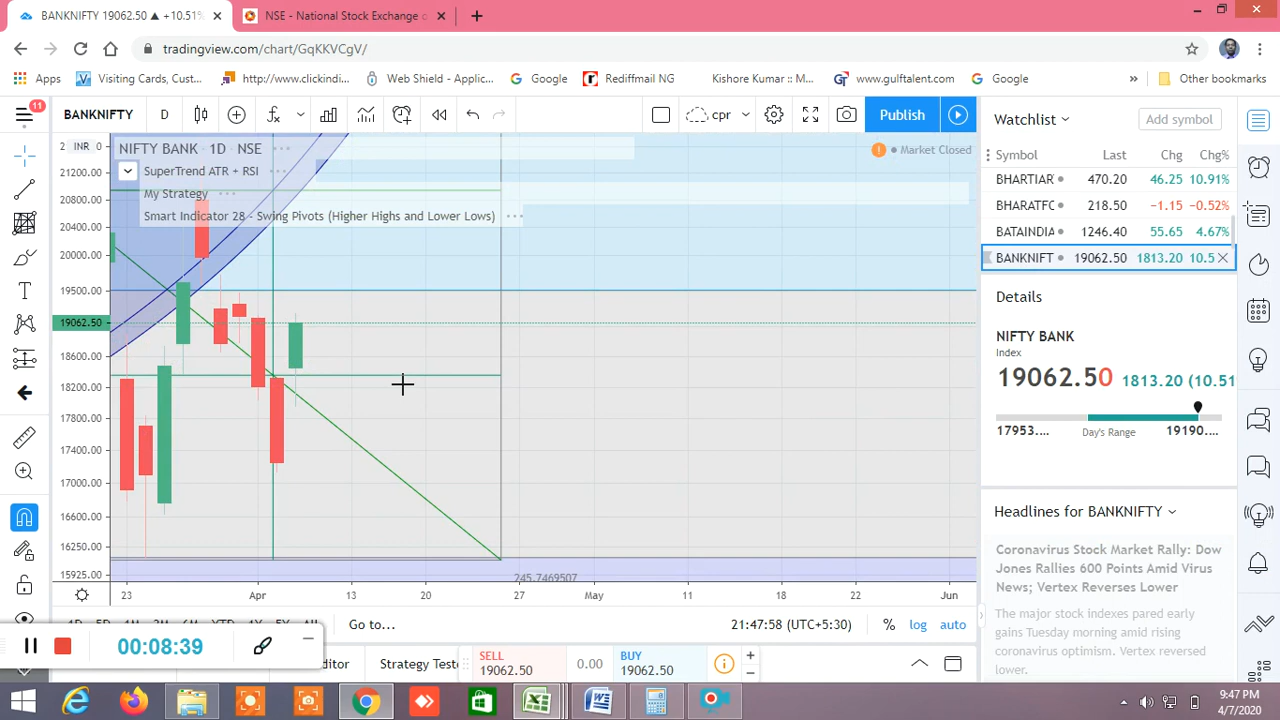 BANKNIFTY 19062.50 ▲ +10.51% ×
NSE - National Stock Exchange o ×
tradingview.com/chart/GqKKVCgV/
Apps Visiting Cards, Cust... http://www.clickindi... Web Shield - Applic... Google Rediffmail NG Kishore Kumar :: M... www.gulftalent.com Google » Other bookmarks
11 BANKNIFTY D cpr Publish
Watchlist Add symbol
INR NIFTY BANK 1D NSE
Market Closed
SuperTrend ATR + RSI
My Strategy
Smart Indicator 28 - Swing Pivots (Higher Highs and Lower Lows)
21200.00
20800.00
20400.00
20000.00
19500.00
19062.50
18600.00
18200.00
17800.00
17400.00
17000.00
16600.00
16250.00
15925.00
245.7469507
23 Apr 13 20 27 May 11 18 22 Jun
Symbol Last Chg Chg%
BHARTIAR 470.20 46.25 10.91%
BHARATFO 218.50 −1.15 −0.52%
BATAINDIA 1246.40 55.65 4.67%
BANKNIFT 19062.50 1813.20 10.5
Details
NIFTY BANK
Index
19062.50 1813.20 (10.51
17953.... Day's Range 19190....
Headlines for BANKNIFTY
Coronavirus Stock Market Rally: Dow
Jones Rallies 600 Points Amid Virus
News; Vertex Reverses Lower
The major stock indexes pared early
gains Tuesday morning amid rising
coronavirus optimism. Vertex reversed
lower.
Go to... 21:47:58 (UTC+5:30) % log auto
00:08:39
Strategy Teste
SELL
19062.50
0.00
BUY
19062.50
9:47 PM
4/7/2020